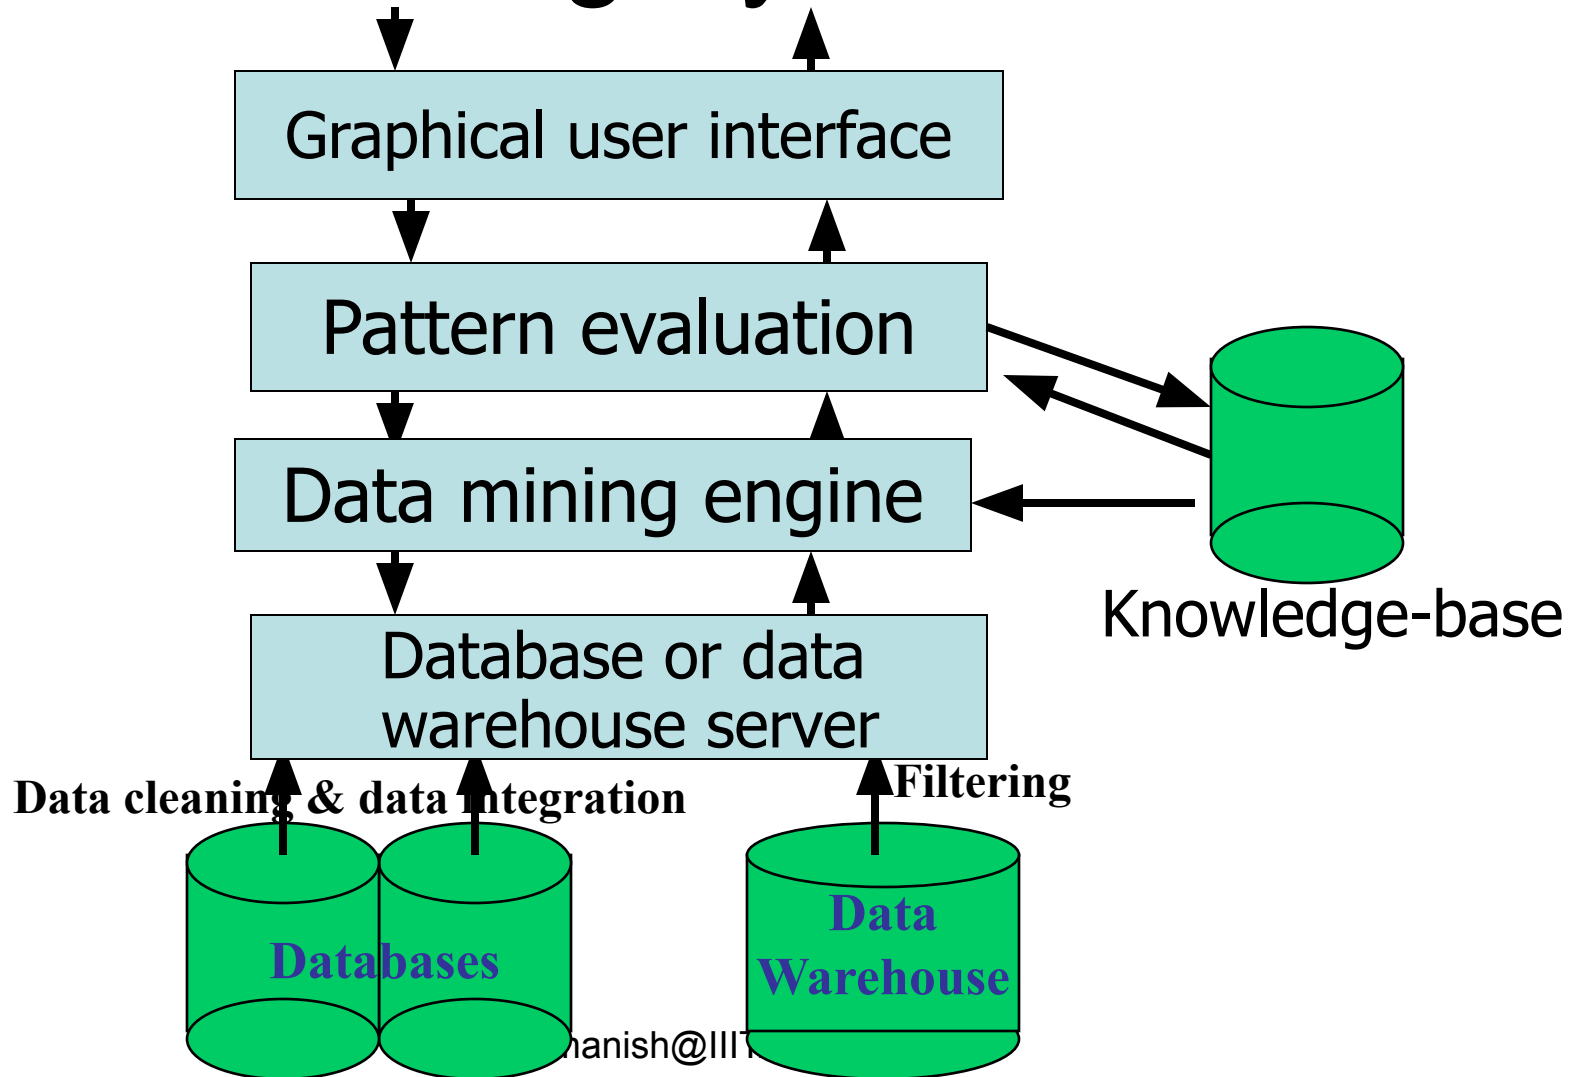 Graphical user interface
Pattern evaluation
Data mining engine
Knowledge-base
Database or data
warehouse server
Data cleaning & data integration
Filtering
Databases
Data
Warehouse